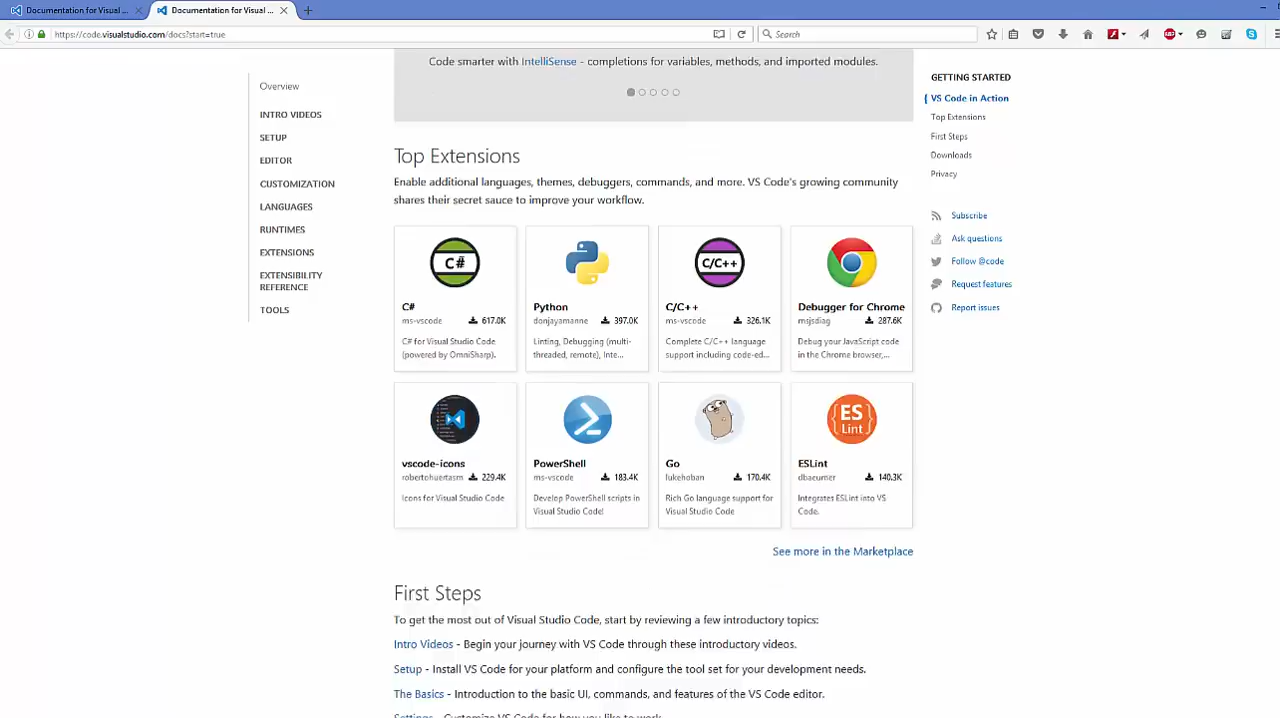 Documentation for Visual ...
Documentation for Visual ...
https://code.visualstudio.com/docs?start=true
Search
Overview
INTRO VIDEOS
SETUP
EDITOR
CUSTOMIZATION
LANGUAGES
RUNTIMES
EXTENSIONS
EXTENSIBILITY
REFERENCE
TOOLS
Code smarter with IntelliSense - completions for variables, methods, and imported modules.
Top Extensions
Enable additional languages, themes, debuggers, commands, and more. VS Code's growing community
shares their secret sauce to improve your workflow.
C#
C#
ms-vscode 617.0K
C# for Visual Studio Code
(powered by OmniSharp).
Python
donjayamanne 397.0K
Linting, Debugging (multi-
threaded, remote), Inte...
C/C++
C/C++
ms-vscode 326.1K
Complete C/C++ language
support including code-ed...
Debugger for Chrome
msjsdiag 287.6K
Debug your JavaScript code
in the Chrome browser,...
vscode-icons
robertohuertasm 229.4K
Icons for Visual Studio Code
PowerShell
ms-vscode 183.4K
Develop PowerShell scripts in
Visual Studio Code!
Go
lukehoban 170.4K
Rich Go language support for
Visual Studio Code
ES
Lint
ESLint
dbaeumer 140.3K
Integrates ESLint into VS
Code.
See more in the Marketplace
First Steps
To get the most out of Visual Studio Code, start by reviewing a few introductory topics:
Intro Videos - Begin your journey with VS Code through these introductory videos.
Setup - Install VS Code for your platform and configure the tool set for your development needs.
The Basics - Introduction to the basic UI, commands, and features of the VS Code editor.
Settings - Customize VS Code for how you like to work.
GETTING STARTED
VS Code in Action
Top Extensions
First Steps
Downloads
Privacy
Subscribe
Ask questions
Follow @code
Request features
Report issues